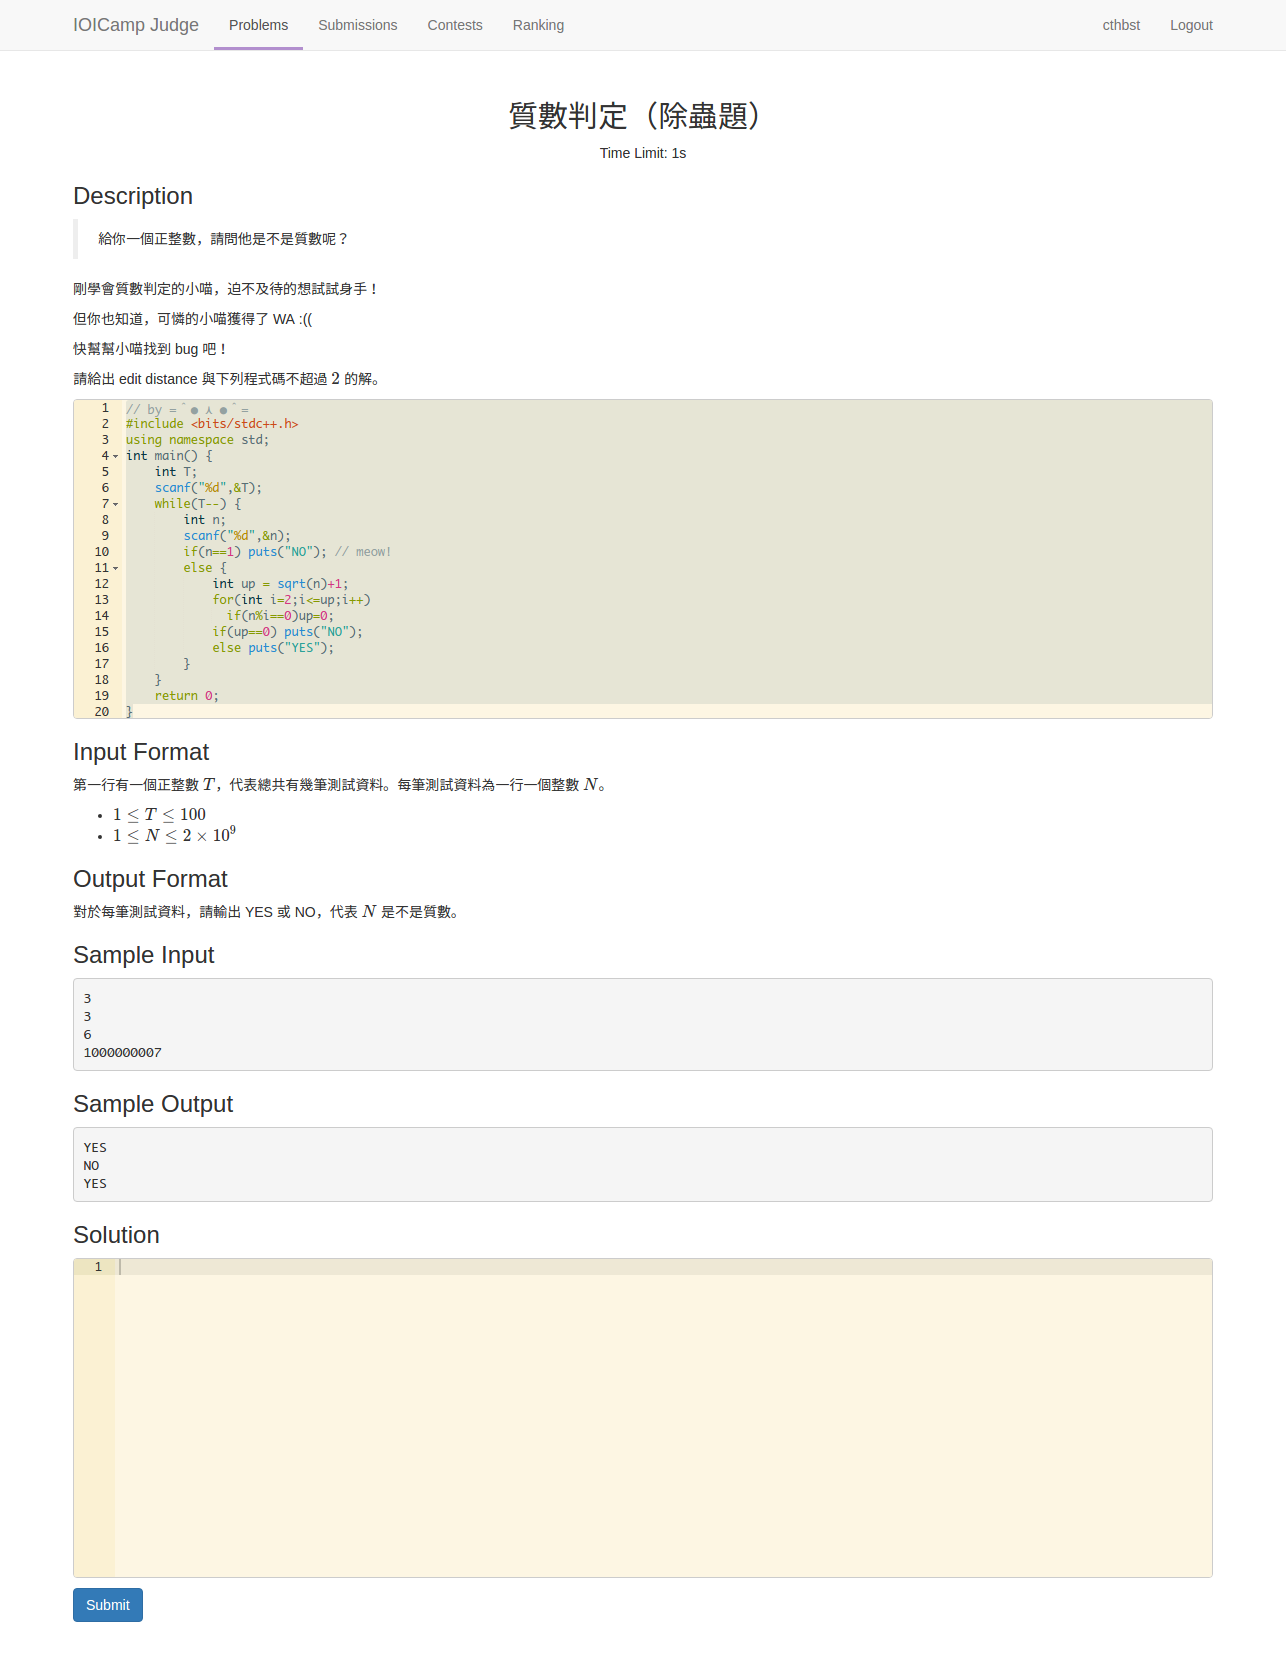 IOICamp Judge Problems Submissions Contests Ranking cthbst Logout
質數判定（除蟲題）
Time Limit: 1s
Description
給你一個正整數，請問他是不是質數呢？
剛學會質數判定的小喵，迫不及待的想試試身手！
但你也知道，可憐的小喵獲得了 WA :((
快幫幫小喵找到 bug 吧！
請給出 edit distance 與下列程式碼不超過 2 的解。
1 // by =＾● ⋏ ●＾=
2 #include <bits/stdc++.h>
3 using namespace std;
4 int main() {
5     int T;
6     scanf("%d",&T);
7     while(T--) {
8         int n;
9         scanf("%d",&n);
10         if(n==1) puts("NO"); // meow!
11         else {
12             int up = sqrt(n)+1;
13             for(int i=2;i<=up;i++)
14               if(n%i==0)up=0;
15             if(up==0) puts("NO");
16             else puts("YES");
17         }
18     }
19     return 0;
20 }
Input Format
第一行有一個正整數 T，代表總共有幾筆測試資料。每筆測試資料為一行一個整數 N。
• 1 ≤ T ≤ 100
• 1 ≤ N ≤ 2 × 10⁹
Output Format
對於每筆測試資料，請輸出 YES 或 NO，代表 N 是不是質數。
Sample Input
3
3
6
1000000007
Sample Output
YES
NO
YES
Solution
1
Submit